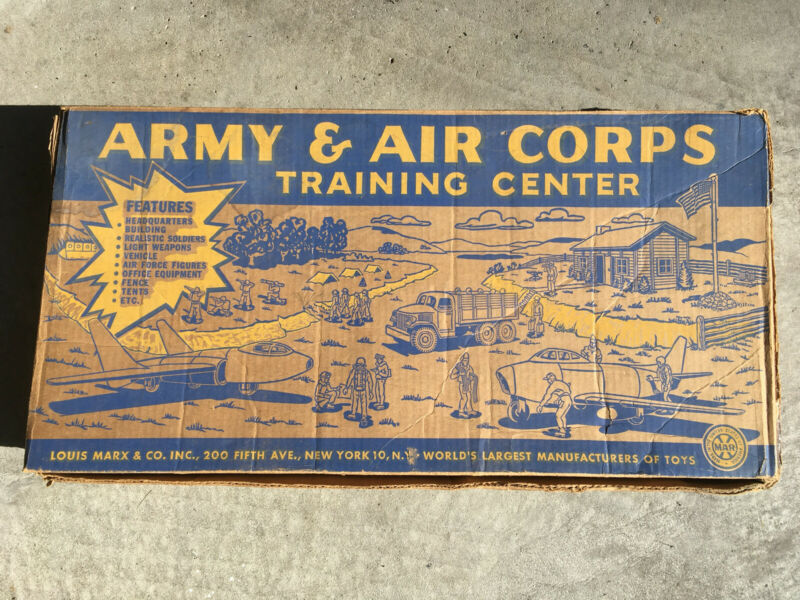 ARMY & AIR CORPS
TRAINING CENTER
FEATURES
• HEADQUARTERS
BUILDING
• REALISTIC SOLDIERS
• LIGHT WEAPONS
• VEHICLE
• AIR FORCE FIGURES
• OFFICE EQUIPMENT
• FENCE
• TENTS
• ETC.
LOUIS MARX & CO. INC., 200 FIFTH AVE., NEW YORK 10, N.Y. WORLD'S LARGEST MANUFACTURERS OF TOYS
MAR